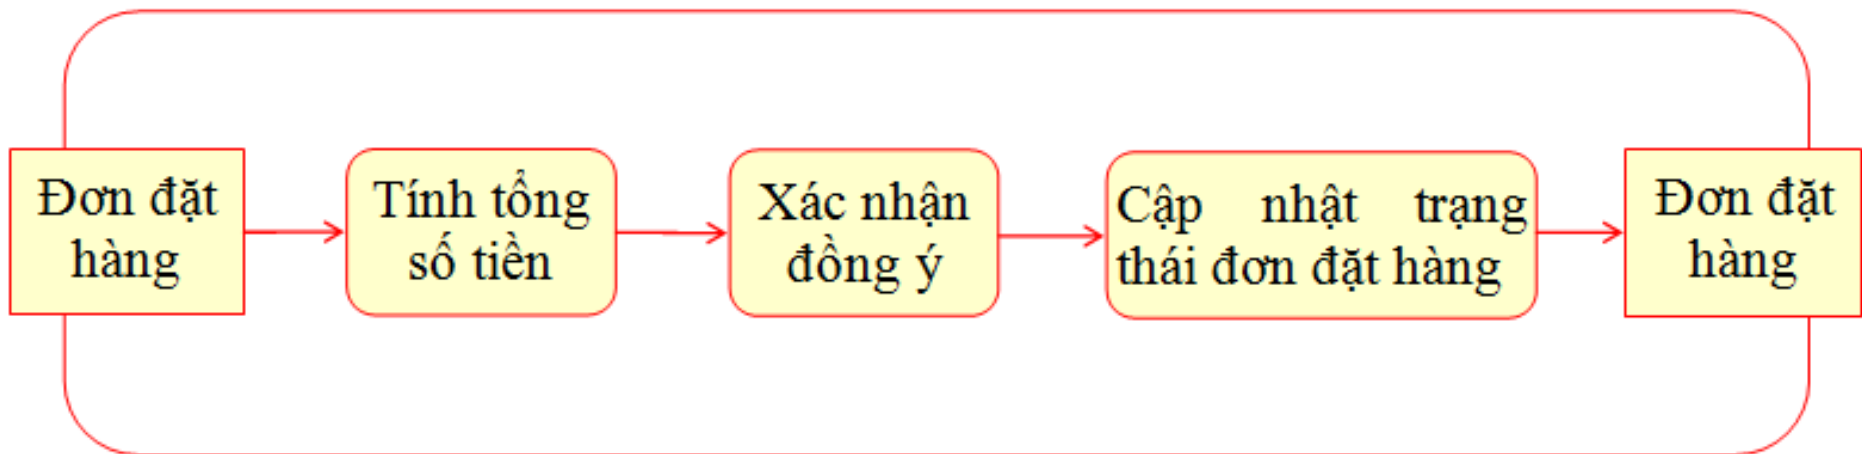 Đơn đặt
hàng
Tính tổng
số tiền
Xác nhận
đồng ý
Cập nhật trạng
thái đơn đặt hàng
Đơn đặt
hàng